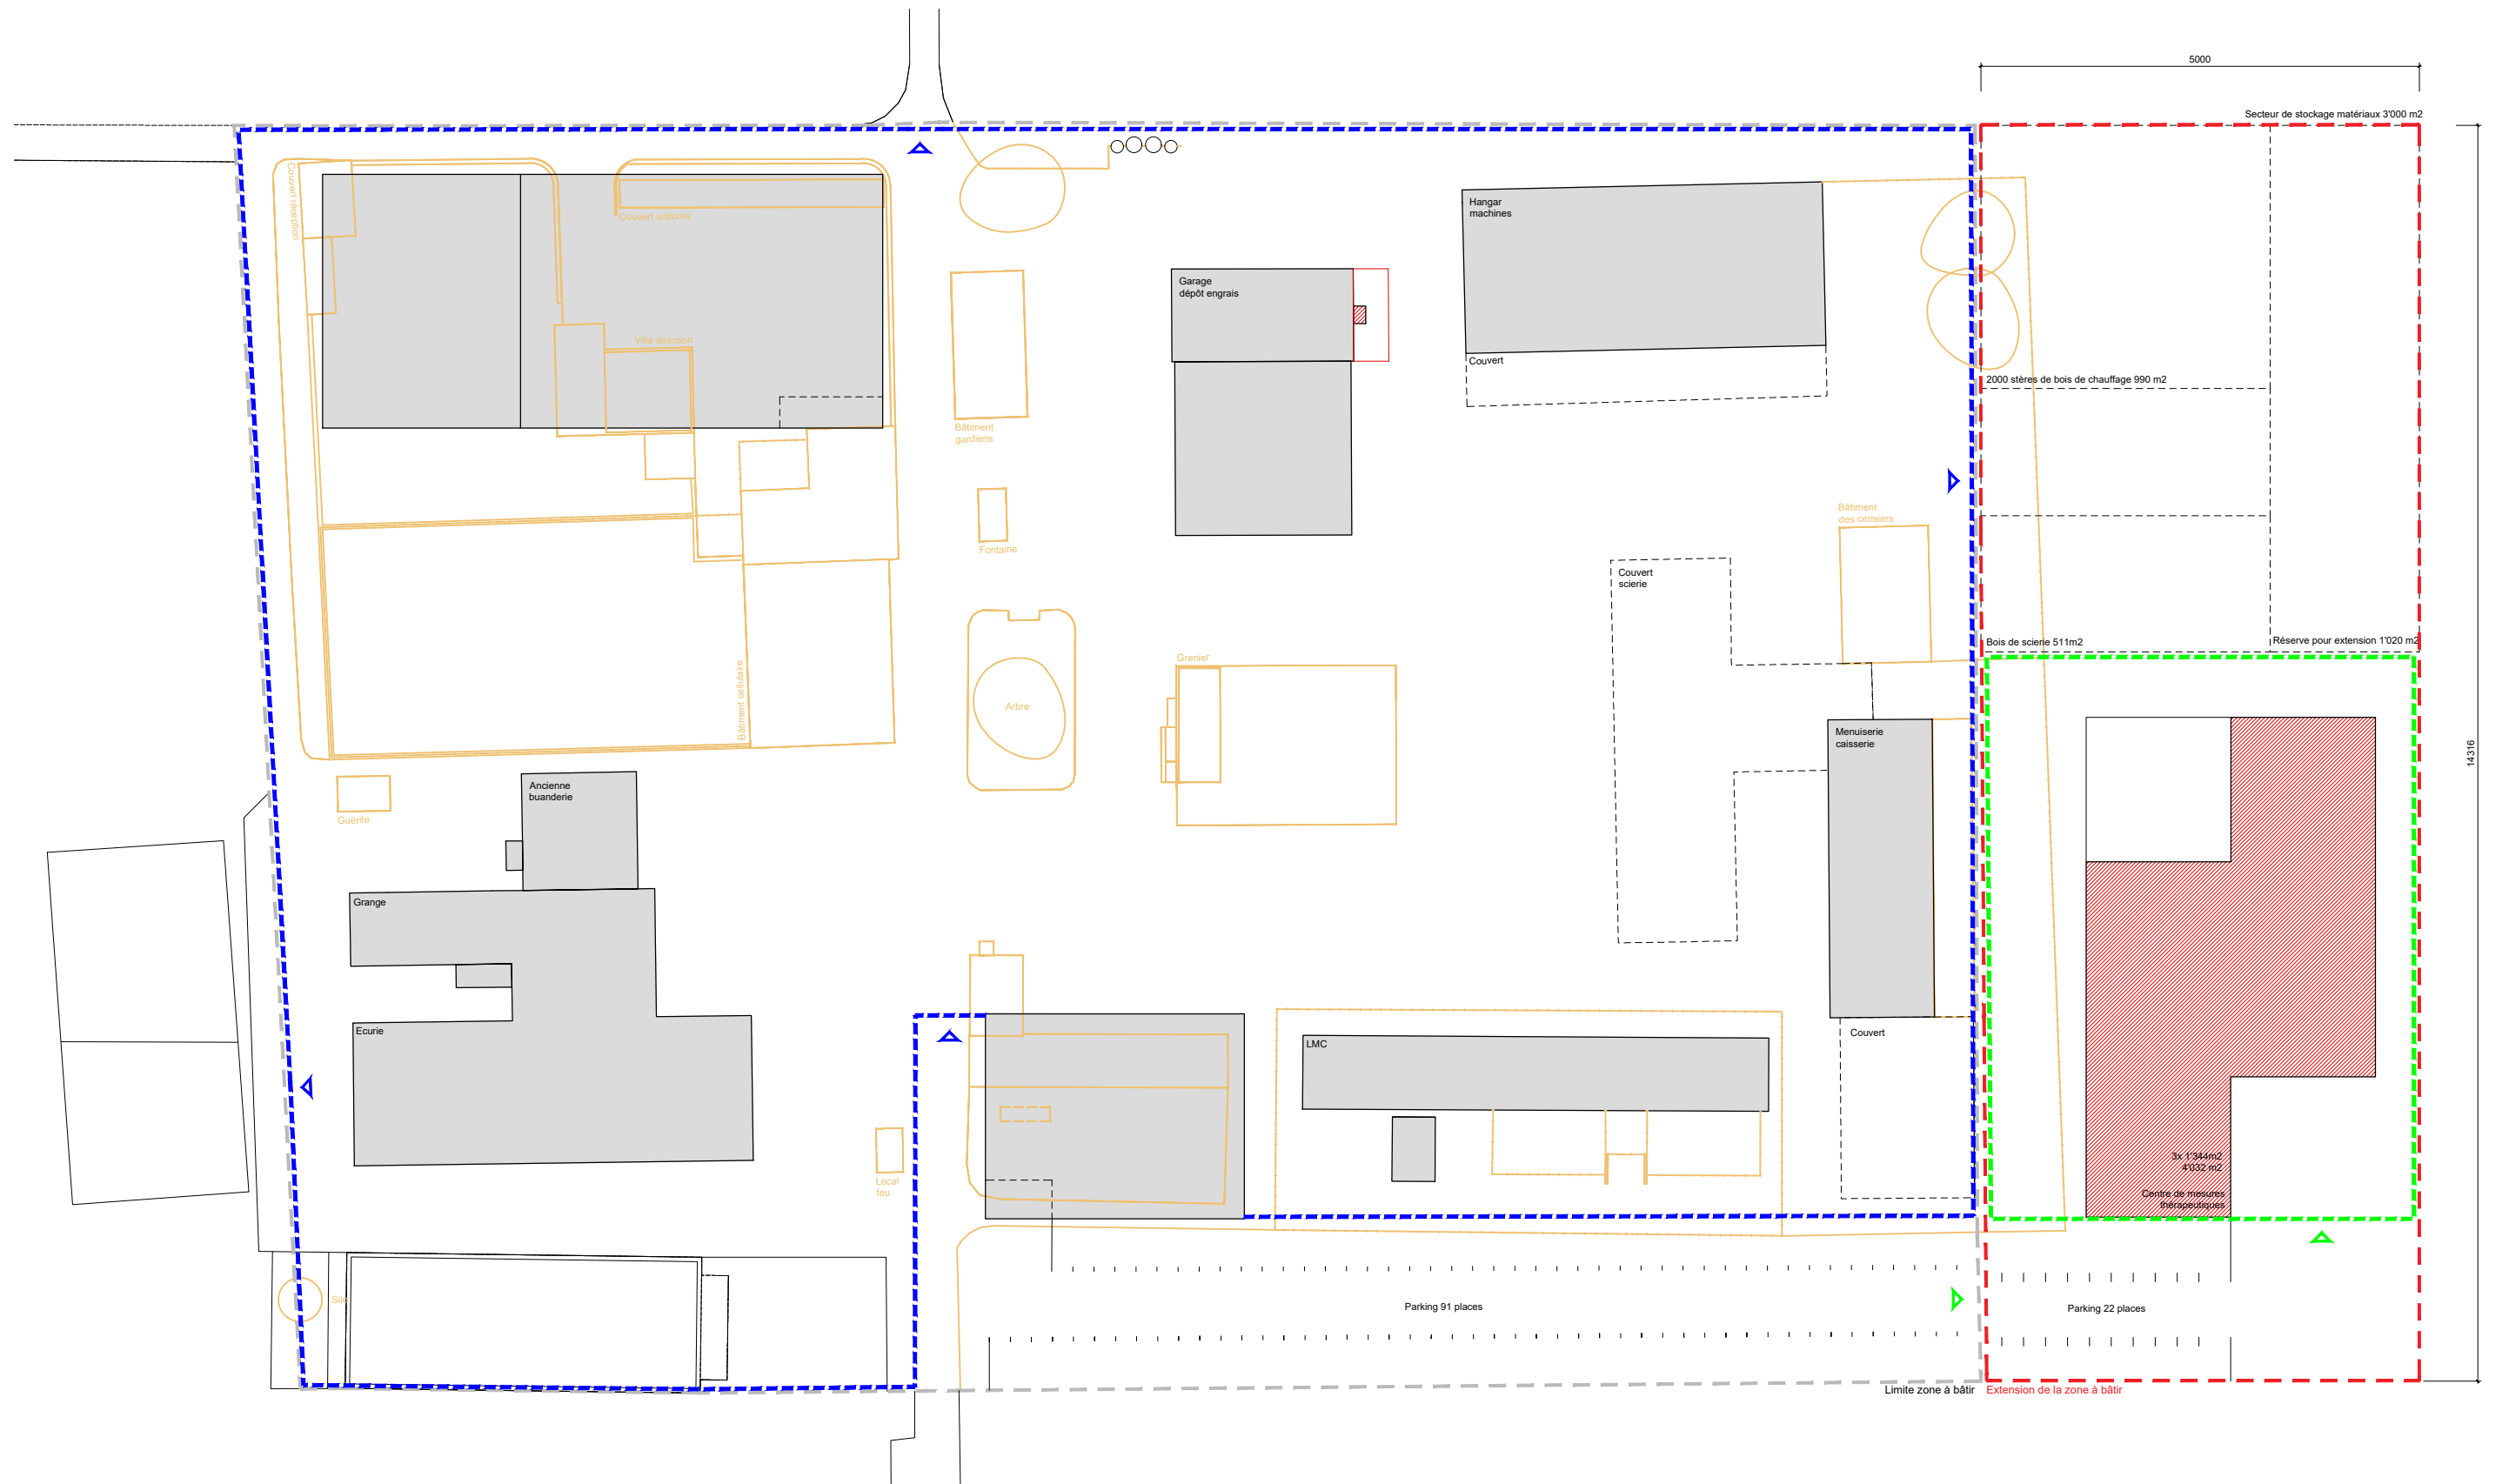 5000
Secteur de stockage matériaux 3'000 m2
Couvert réception
Couvert voitures
Hangar
machines
Garage
dépôt engrais
Villa direction
Couvert
2000 stères de bois de chauffage 990 m2
Bâtiment
gardiens
Bâtiment
des cerisiers
Fontaine
Couvert
scierie
Bois de scierie 511m2
Réserve pour extension 1'020 m2
Grenier
Bâtiment cellulaire
Arbre
Menuiserie
caisserie
14316
Ancienne
buanderie
Guérite
Grange
Ecurie
Couvert
LMC
3x 1'344m2
4'032 m2
Local
feu
Centre de mesures
thérapeutiques
Silo
Parking 91 places
Parking 22 places
Limite zone à bâtir
Extension de la zone à bâtir